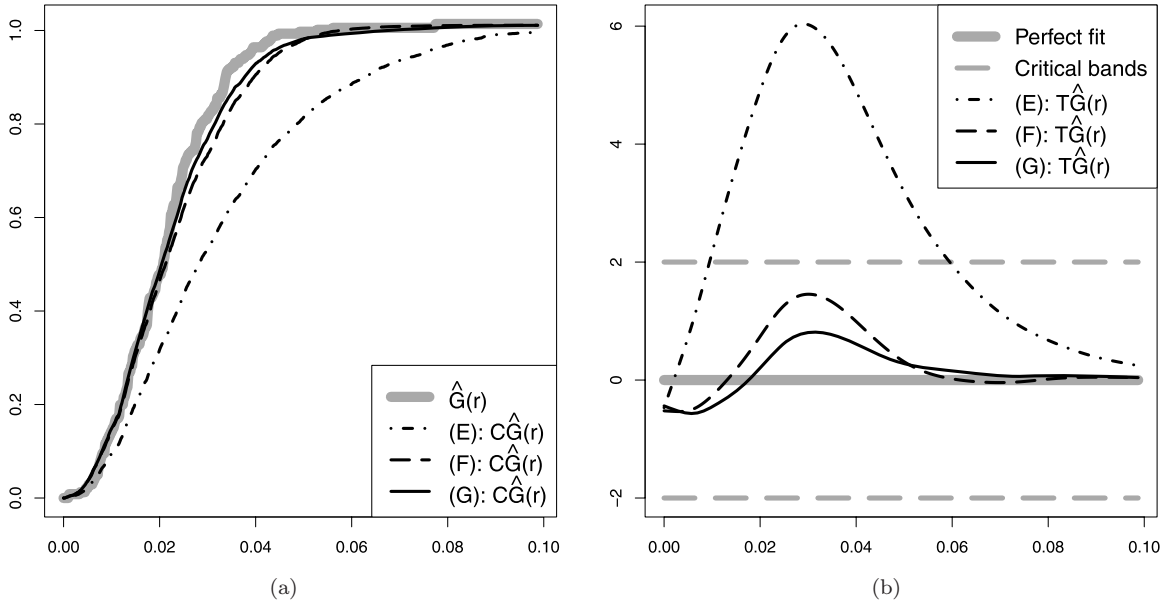 1.0
0.8
0.6
0.4
0.2
0.0
0.00 0.02 0.04 0.06 0.08 0.10
Ĝ(r)
(E): CĜ(r)
(F): CĜ(r)
(G): CĜ(r)
(a)
6
4
2
0
−2
0.00 0.02 0.04 0.06 0.08 0.10
Perfect fit
Critical bands
(E): TĜ(r)
(F): TĜ(r)
(G): TĜ(r)
(b)